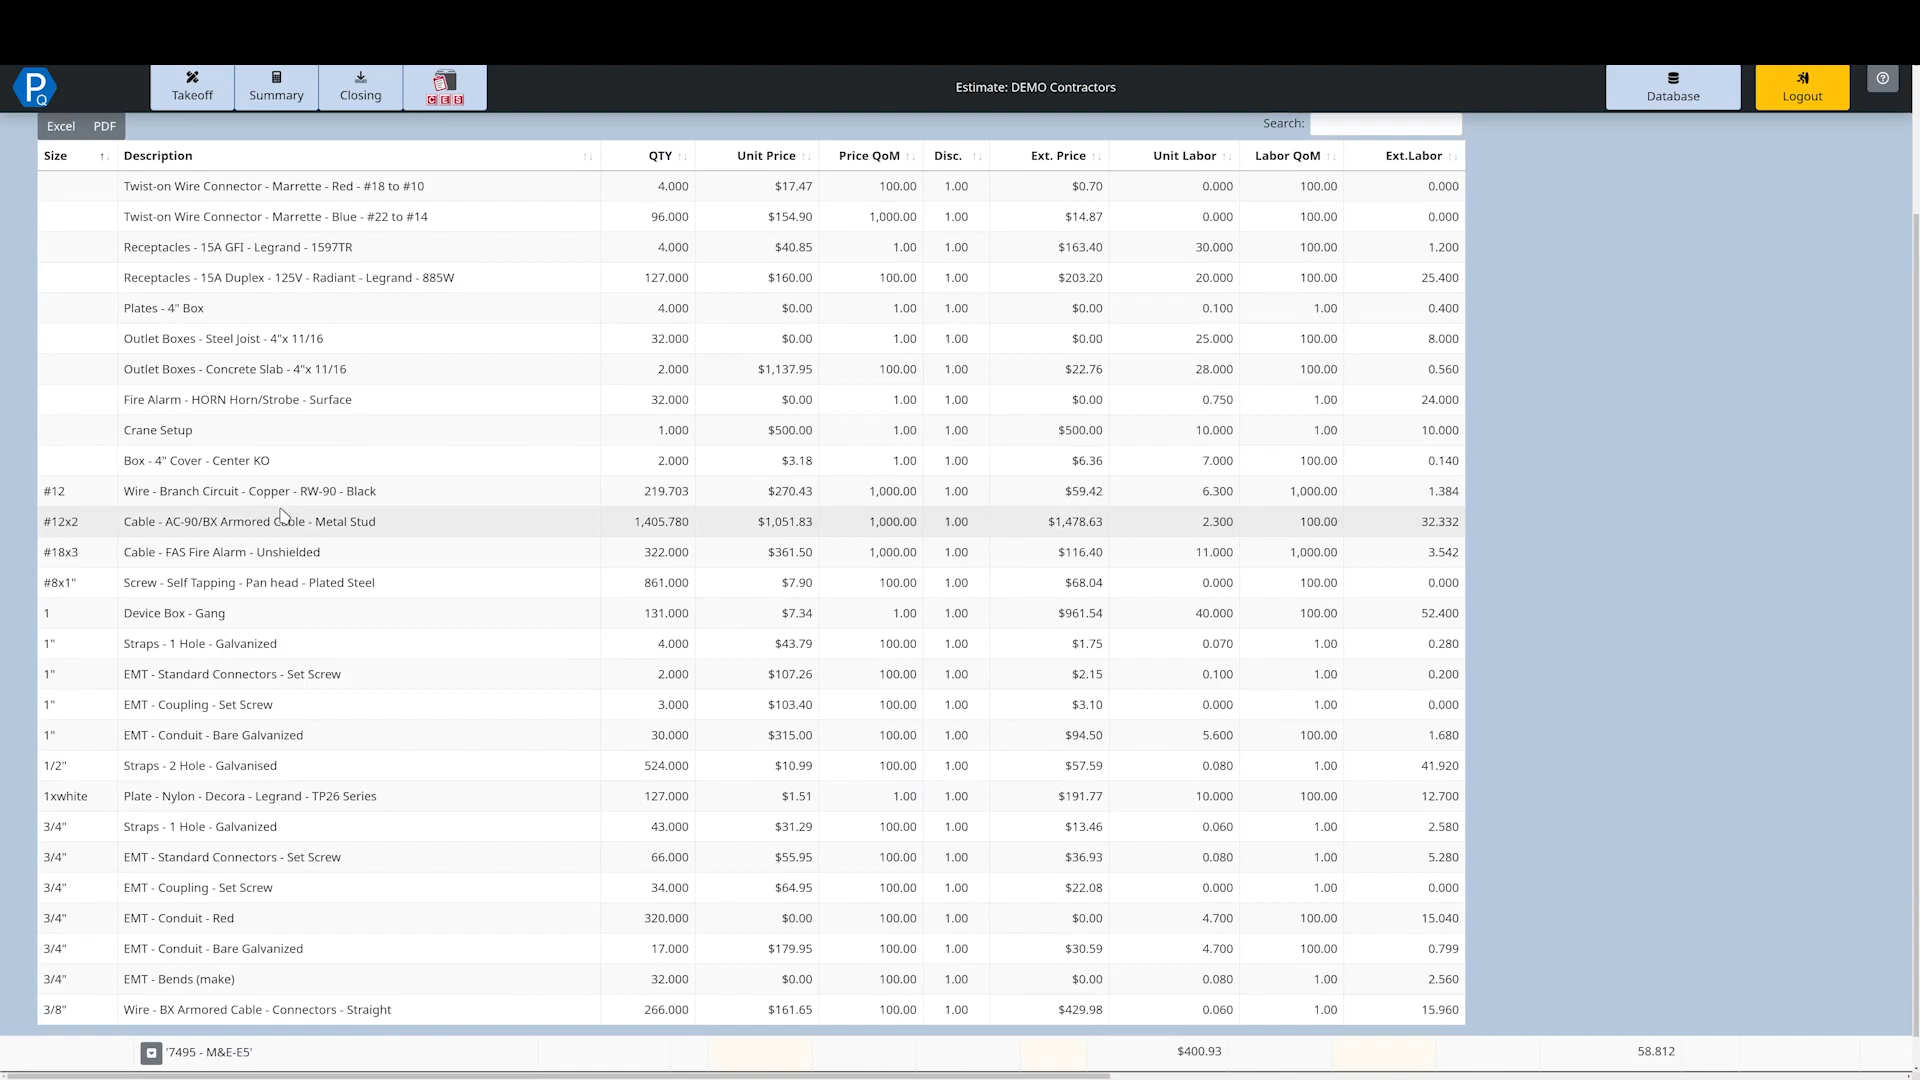 P
Q
Takeoff
Summary
Closing
CES
Estimate: DEMO Contractors
Database
Logout
Excel PDF
Search:
Size Description QTY Unit Price Price QoM Disc. Ext. Price Unit Labor Labor QoM Ext.Labor
Twist-on Wire Connector - Marrette - Red - #18 to #10 4.000 $17.47 100.00 1.00 $0.70 0.000 100.00 0.000
Twist-on Wire Connector - Marrette - Blue - #22 to #14 96.000 $154.90 1,000.00 1.00 $14.87 0.000 100.00 0.000
Receptacles - 15A GFI - Legrand - 1597TR 4.000 $40.85 1.00 1.00 $163.40 30.000 100.00 1.200
Receptacles - 15A Duplex - 125V - Radiant - Legrand - 885W 127.000 $160.00 100.00 1.00 $203.20 20.000 100.00 25.400
Plates - 4" Box 4.000 $0.00 1.00 1.00 $0.00 0.100 1.00 0.400
Outlet Boxes - Steel Joist - 4"x 11/16 32.000 $0.00 1.00 1.00 $0.00 25.000 100.00 8.000
Outlet Boxes - Concrete Slab - 4"x 11/16 2.000 $1,137.95 100.00 1.00 $22.76 28.000 100.00 0.560
Fire Alarm - HORN Horn/Strobe - Surface 32.000 $0.00 1.00 1.00 $0.00 0.750 1.00 24.000
Crane Setup 1.000 $500.00 1.00 1.00 $500.00 10.000 1.00 10.000
Box - 4" Cover - Center KO 2.000 $3.18 1.00 1.00 $6.36 7.000 100.00 0.140
#12 Wire - Branch Circuit - Copper - RW-90 - Black 219.703 $270.43 1,000.00 1.00 $59.42 6.300 1,000.00 1.384
#12x2 Cable - AC-90/BX Armored Cable - Metal Stud 1,405.780 $1,051.83 1,000.00 1.00 $1,478.63 2.300 100.00 32.332
#18x3 Cable - FAS Fire Alarm - Unshielded 322.000 $361.50 1,000.00 1.00 $116.40 11.000 1,000.00 3.542
#8x1" Screw - Self Tapping - Pan head - Plated Steel 861.000 $7.90 100.00 1.00 $68.04 0.000 100.00 0.000
1 Device Box - Gang 131.000 $7.34 1.00 1.00 $961.54 40.000 100.00 52.400
1" Straps - 1 Hole - Galvanized 4.000 $43.79 100.00 1.00 $1.75 0.070 1.00 0.280
1" EMT - Standard Connectors - Set Screw 2.000 $107.26 100.00 1.00 $2.15 0.100 1.00 0.200
1" EMT - Coupling - Set Screw 3.000 $103.40 100.00 1.00 $3.10 0.000 1.00 0.000
1" EMT - Conduit - Bare Galvanized 30.000 $315.00 100.00 1.00 $94.50 5.600 100.00 1.680
1/2" Straps - 2 Hole - Galvanised 524.000 $10.99 100.00 1.00 $57.59 0.080 1.00 41.920
1xwhite Plate - Nylon - Decora - Legrand - TP26 Series 127.000 $1.51 1.00 1.00 $191.77 10.000 100.00 12.700
3/4" Straps - 1 Hole - Galvanized 43.000 $31.29 100.00 1.00 $13.46 0.060 1.00 2.580
3/4" EMT - Standard Connectors - Set Screw 66.000 $55.95 100.00 1.00 $36.93 0.080 1.00 5.280
3/4" EMT - Coupling - Set Screw 34.000 $64.95 100.00 1.00 $22.08 0.000 1.00 0.000
3/4" EMT - Conduit - Red 320.000 $0.00 100.00 1.00 $0.00 4.700 100.00 15.040
3/4" EMT - Conduit - Bare Galvanized 17.000 $179.95 100.00 1.00 $30.59 4.700 100.00 0.799
3/4" EMT - Bends (make) 32.000 $0.00 100.00 1.00 $0.00 0.080 1.00 2.560
3/8" Wire - BX Armored Cable - Connectors - Straight 266.000 $161.65 100.00 1.00 $429.98 0.060 1.00 15.960
'7495 - M&E-E5' $400.93 58.812